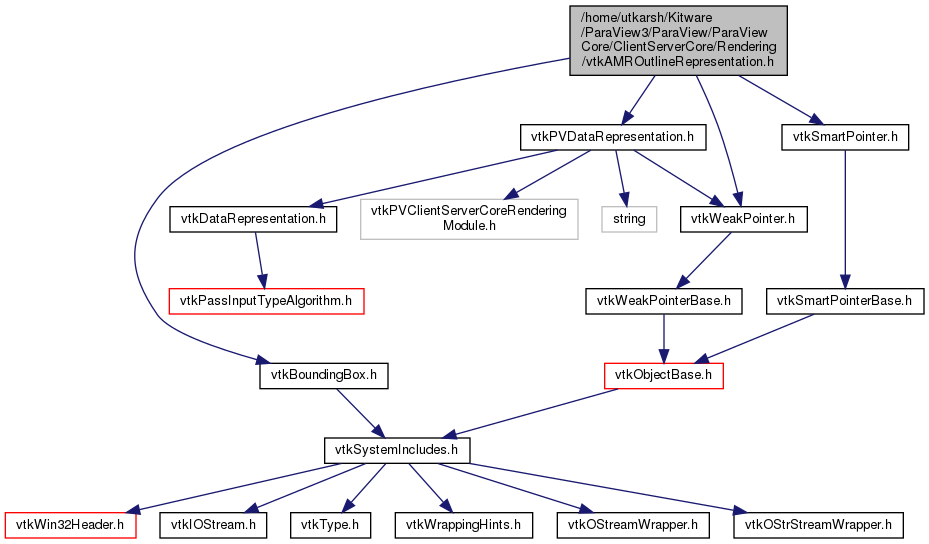 /home/utkarsh/Kitware
/ParaView3/ParaView/ParaView
Core/ClientServerCore/Rendering
/vtkAMROutlineRepresentation.h
vtkPVDataRepresentation.h
vtkSmartPointer.h
vtkDataRepresentation.h
vtkPVClientServerCoreRendering
Module.h
string
vtkWeakPointer.h
vtkPassInputTypeAlgorithm.h
vtkWeakPointerBase.h
vtkSmartPointerBase.h
vtkBoundingBox.h
vtkObjectBase.h
vtkSystemIncludes.h
vtkWin32Header.h
vtkIOStream.h
vtkType.h
vtkWrappingHints.h
vtkOStreamWrapper.h
vtkOStrStreamWrapper.h